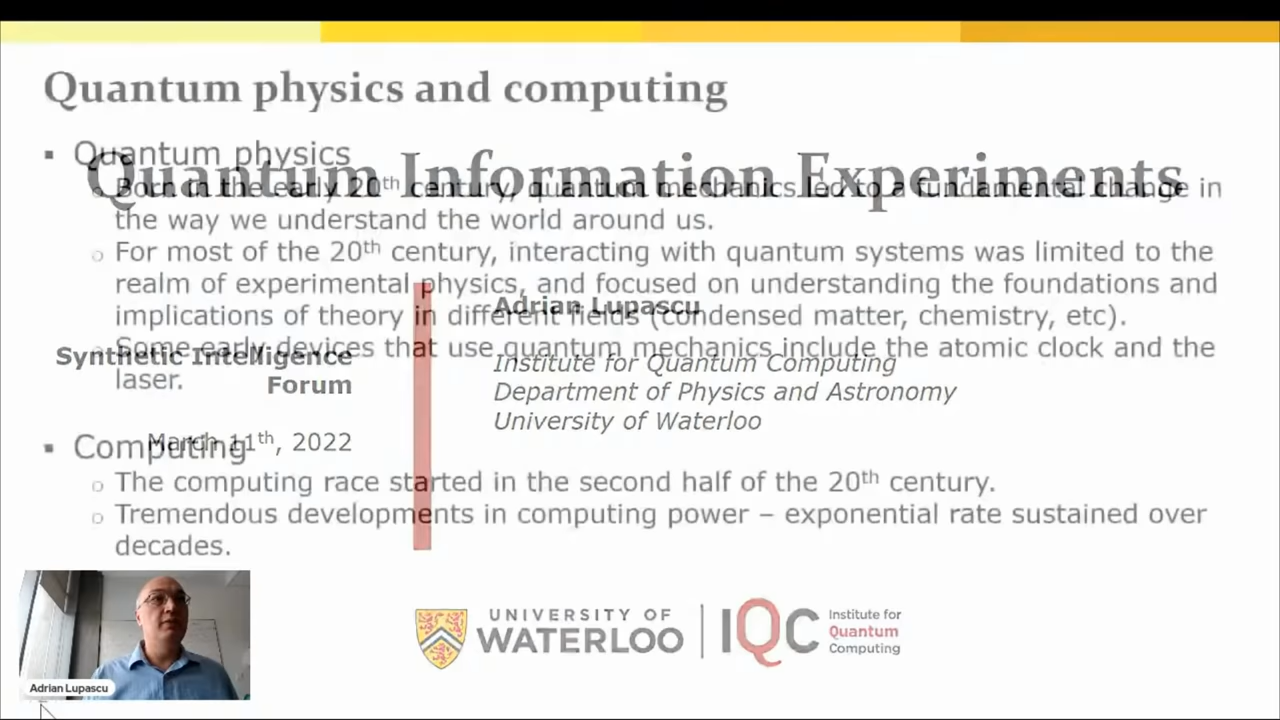 Quantum physics and computing
▪ Quantum physics
○ Born in the early 20th century, quantum mechanics led to a fundamental change in
the way we understand the world around us.
○ For most of the 20th century, interacting with quantum systems was limited to the
realm of experimental physics, and focused on understanding the foundations and
implications of theory in different fields (condensed matter, chemistry, etc).
○ Some early devices that use quantum mechanics include the atomic clock and the
laser.
▪ Computing
○ The computing race started in the second half of the 20th century.
○ Tremendous developments in computing power – exponential rate sustained over
decades.
Quantum Information Experiments
Synthetic Intelligence
Forum
March 11th, 2022
Adrian Lupascu
Institute for Quantum Computing
Department of Physics and Astronomy
University of Waterloo
UNIVERSITY OF
WATERLOO
IQC
Institute for
Quantum
Computing
Adrian Lupascu